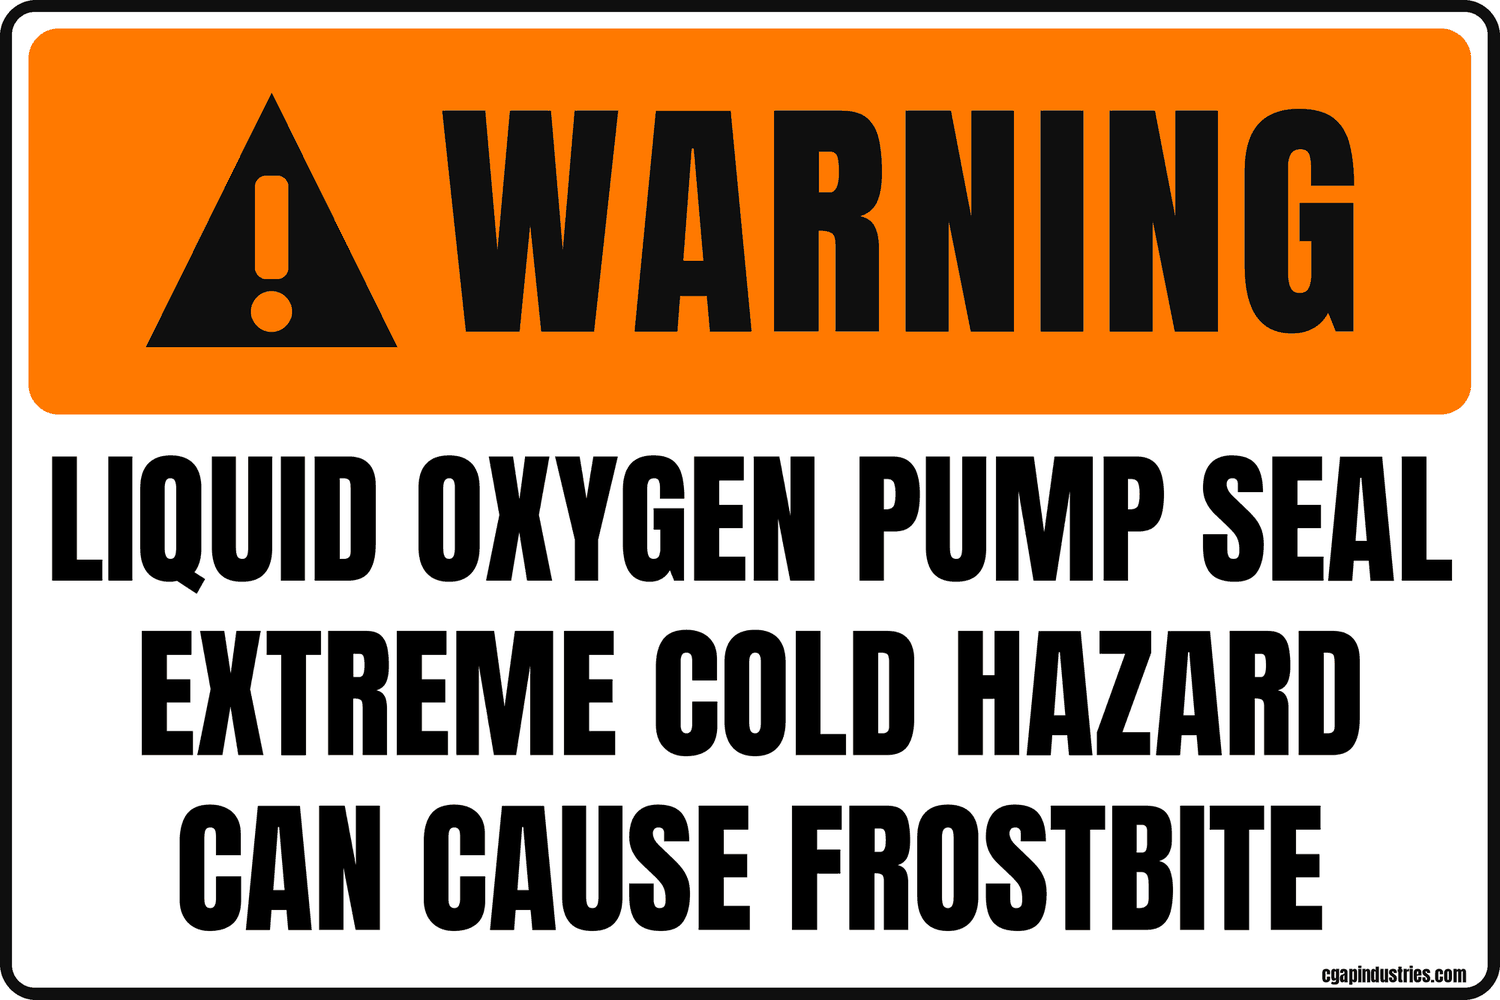 WARNING
LIQUID OXYGEN PUMP SEAL
EXTREME COLD HAZARD
CAN CAUSE FROSTBITE
cgapindustries.com